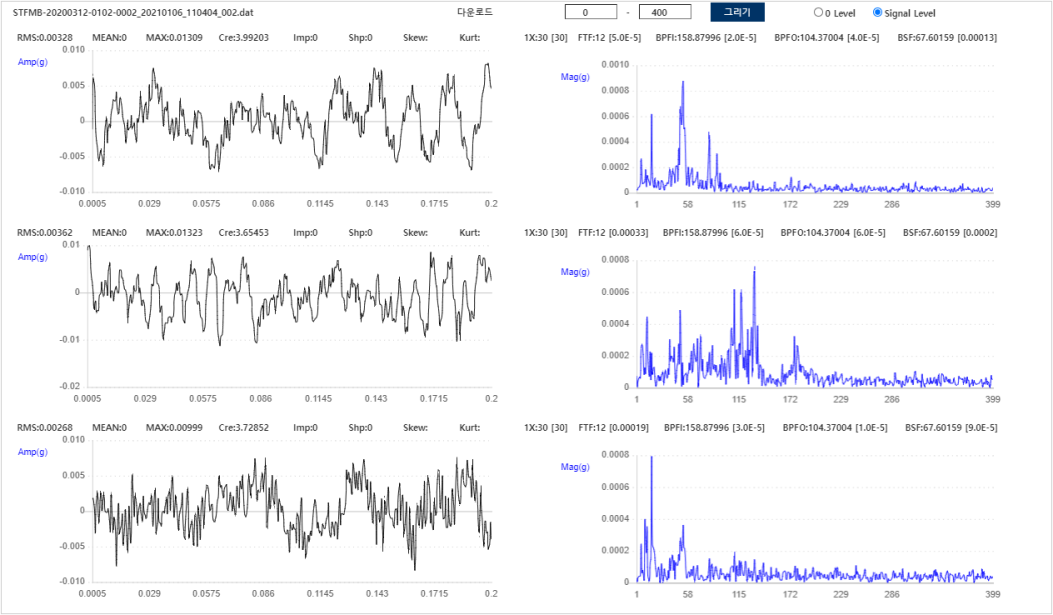 STFMB-20200312-0102-0002_20210106_110404_002.dat 다운로드 0 - 400 그리기 0 Level Signal Level
RMS:0.00328 MEAN:0 MAX:0.01309 Cre:3.99203 Imp:0 Shp:0 Skew: Kurt:
Amp(g)
0.010
0.005
0
-0.005
-0.010
0.0005 0.029 0.0575 0.086 0.1145 0.143 0.1715 0.2
1X:30 [30] FTF:12 [5.0E-5] BPFI:158.87996 [2.0E-5] BPFO:104.37004 [4.0E-5] BSF:67.60159 [0.00013]
Mag(g)
0.0010
0.0008
0.0006
0.0004
0.0002
0
1 58 115 172 229 286 399
RMS:0.00362 MEAN:0 MAX:0.01323 Cre:3.65453 Imp:0 Shp:0 Skew: Kurt:
Amp(g)
0.01
0
-0.01
-0.02
0.0005 0.029 0.0575 0.086 0.1145 0.143 0.1715 0.2
1X:30 [30] FTF:12 [0.00033] BPFI:158.87996 [6.0E-5] BPFO:104.37004 [6.0E-5] BSF:67.60159 [0.0002]
Mag(g)
0.0008
0.0006
0.0004
0.0002
0
1 58 115 172 229 286 399
RMS:0.00268 MEAN:0 MAX:0.00999 Cre:3.72852 Imp:0 Shp:0 Skew: Kurt:
Amp(g)
0.010
0.005
0
-0.005
-0.010
0.0005 0.029 0.0575 0.086 0.1145 0.143 0.1715 0.2
1X:30 [30] FTF:12 [0.00019] BPFI:158.87996 [3.0E-5] BPFO:104.37004 [1.0E-5] BSF:67.60159 [9.0E-5]
Mag(g)
0.0008
0.0006
0.0004
0.0002
0
1 58 115 172 229 286 399